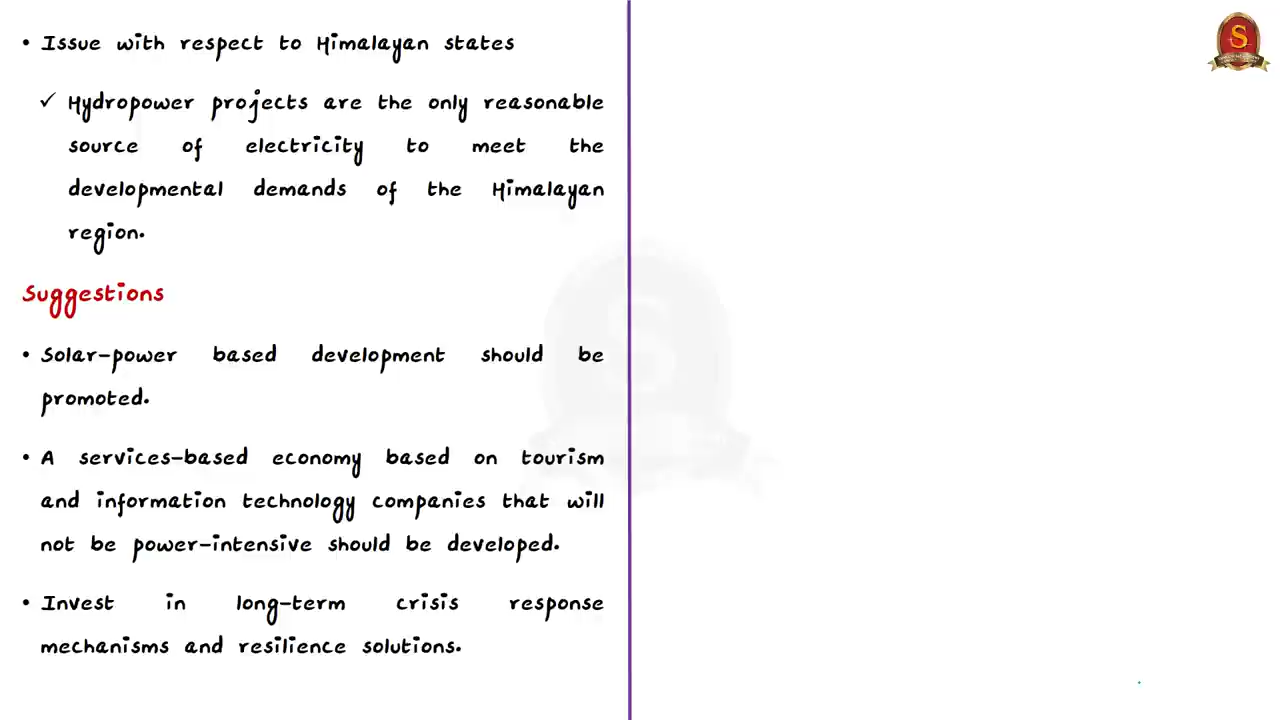 • Issue with respect to Himalayan states
✓ Hydropower projects are the only reasonable
source of electricity to meet the
developmental demands of the Himalayan
region.
Suggestions
• Solar-power based development should be
promoted.
• A services-based economy based on tourism
and information technology companies that will
not be power-intensive should be developed.
• Invest in long-term crisis response
mechanisms and resilience solutions.
S